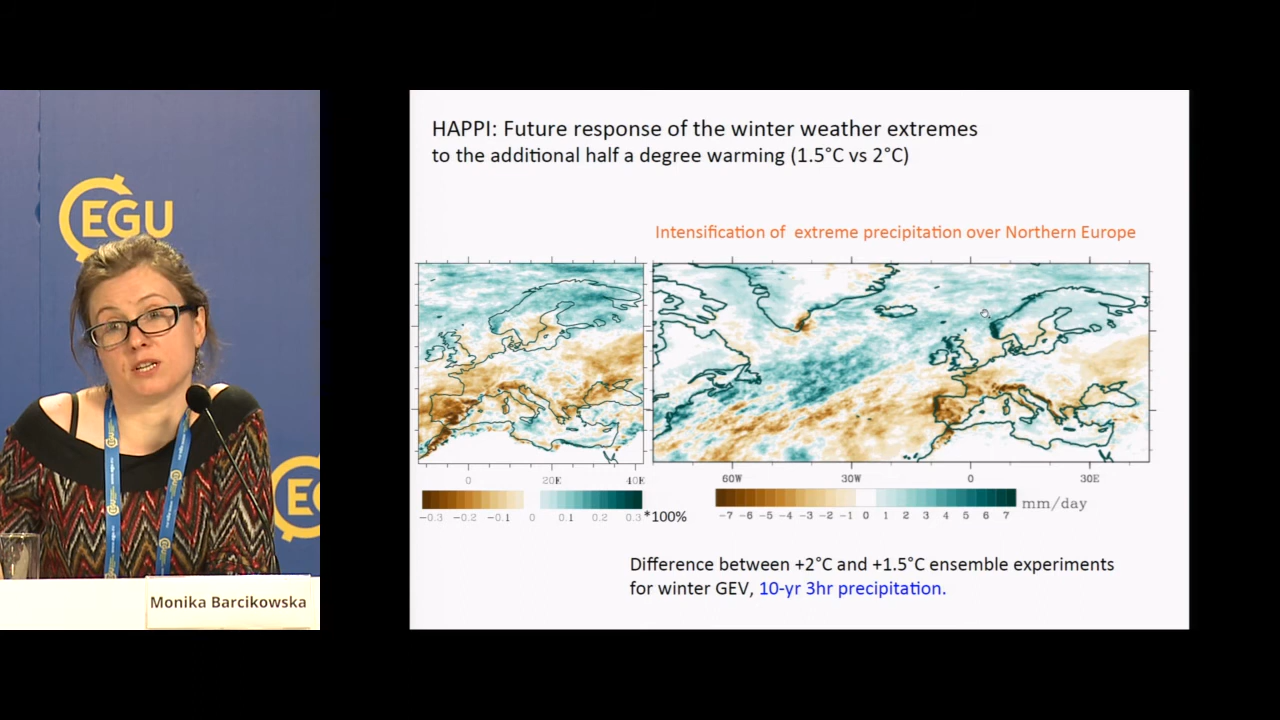 EGU
E
Monika Barcikowska
HAPPI: Future response of the winter weather extremes
to the additional half a degree warming (1.5°C vs 2°C)
Intensification of extreme precipitation over Northern Europe
0 20E 40E
-0.3 -0.2 -0.1 0 0.1 0.2 0.3 *100%
60W 30W 0 30E
-7 -6 -5 -4 -3 -2 -1 0 1 2 3 4 5 6 7 mm/day
Difference between +2°C and +1.5°C ensemble experiments
for winter GEV, 10-yr 3hr precipitation.